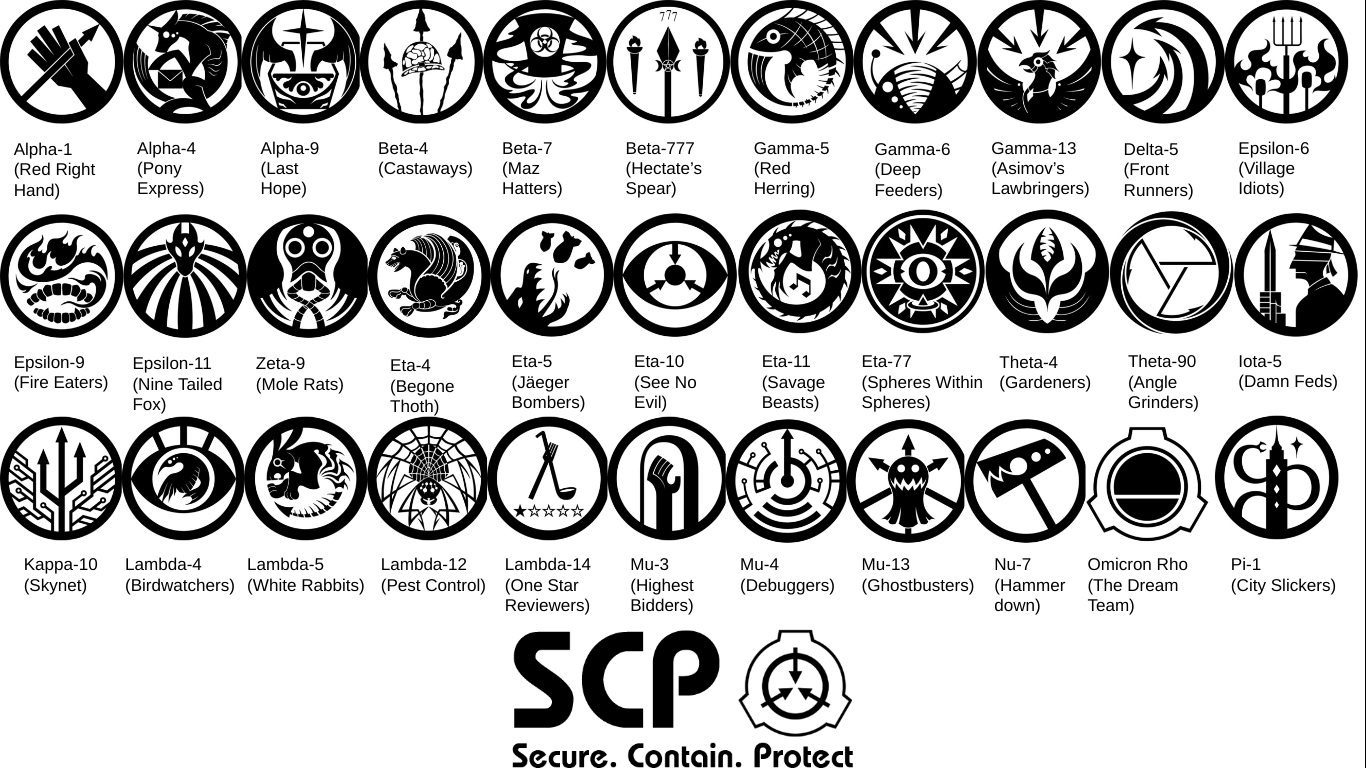 777
Alpha-1
(Red Right
Hand)
Alpha-4
(Pony
Express)
Alpha-9
(Last
Hope)
Beta-4
(Castaways)
Beta-7
(Maz
Hatters)
Beta-777
(Hectate’s
Spear)
Gamma-5
(Red
Herring)
Gamma-6
(Deep
Feeders)
Gamma-13
(Asimov’s
Lawbringers)
Delta-5
(Front
Runners)
Epsilon-6
(Village
Idiots)
Epsilon-9
(Fire Eaters)
Epsilon-11
(Nine Tailed
Fox)
Zeta-9
(Mole Rats)
Eta-4
(Begone
Thoth)
Eta-5
(Jäeger
Bombers)
Eta-10
(See No
Evil)
Eta-11
(Savage
Beasts)
Eta-77
(Spheres Within
Spheres)
Theta-4
(Gardeners)
Theta-90
(Angle
Grinders)
Iota-5
(Damn Feds)
Kappa-10
(Skynet)
Lambda-4
(Birdwatchers)
Lambda-5
(White Rabbits)
Lambda-12
(Pest Control)
Lambda-14
(One Star
Reviewers)
Mu-3
(Highest
Bidders)
Mu-4
(Debuggers)
Mu-13
(Ghostbusters)
Nu-7
(Hammer
down)
Omicron Rho
(The Dream
Team)
Pi-1
(City Slickers)
SCP
Secure. Contain. Protect